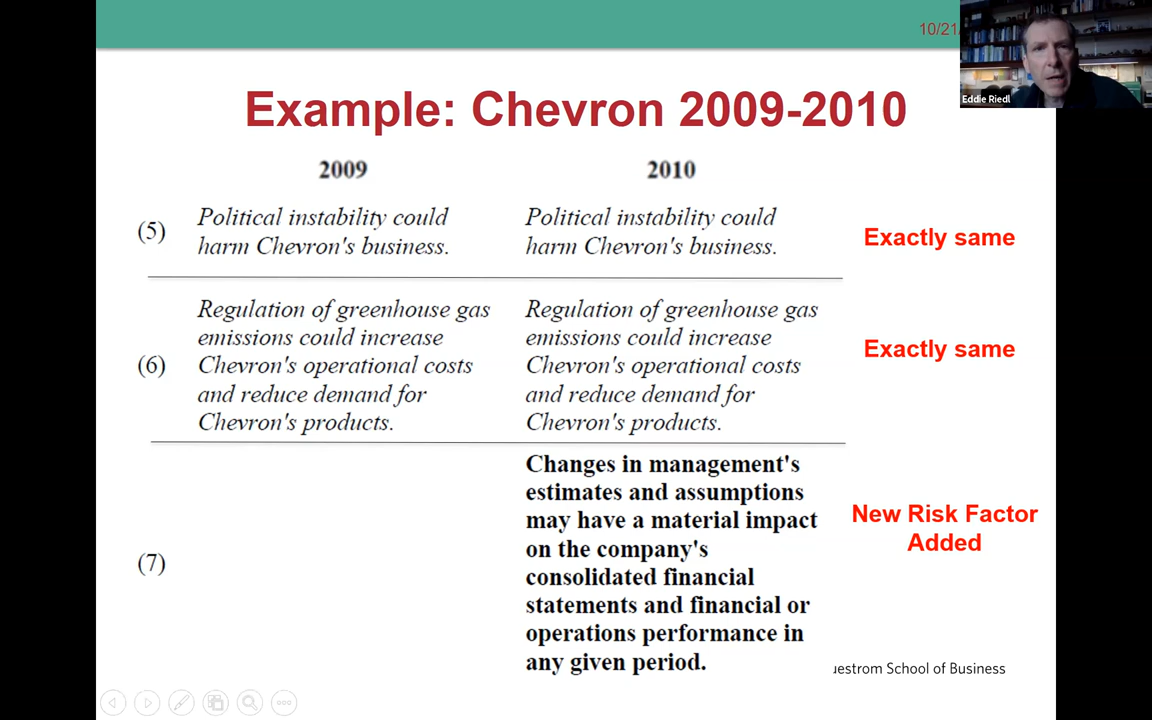 10/21/
Eddie Riedl
Example: Chevron 2009-2010
2009 2010
(5) Political instability could Political instability could Exactly same
harm Chevron's business. harm Chevron's business.
Regulation of greenhouse gas Regulation of greenhouse gas
emissions could increase emissions could increase Exactly same
(6) Chevron's operational costs Chevron's operational costs
and reduce demand for and reduce demand for
Chevron's products. Chevron's products.
Changes in management's
estimates and assumptions
may have a material impact New Risk Factor
on the company's Added
(7) consolidated financial
statements and financial or
operations performance in
any given period.
School of Business